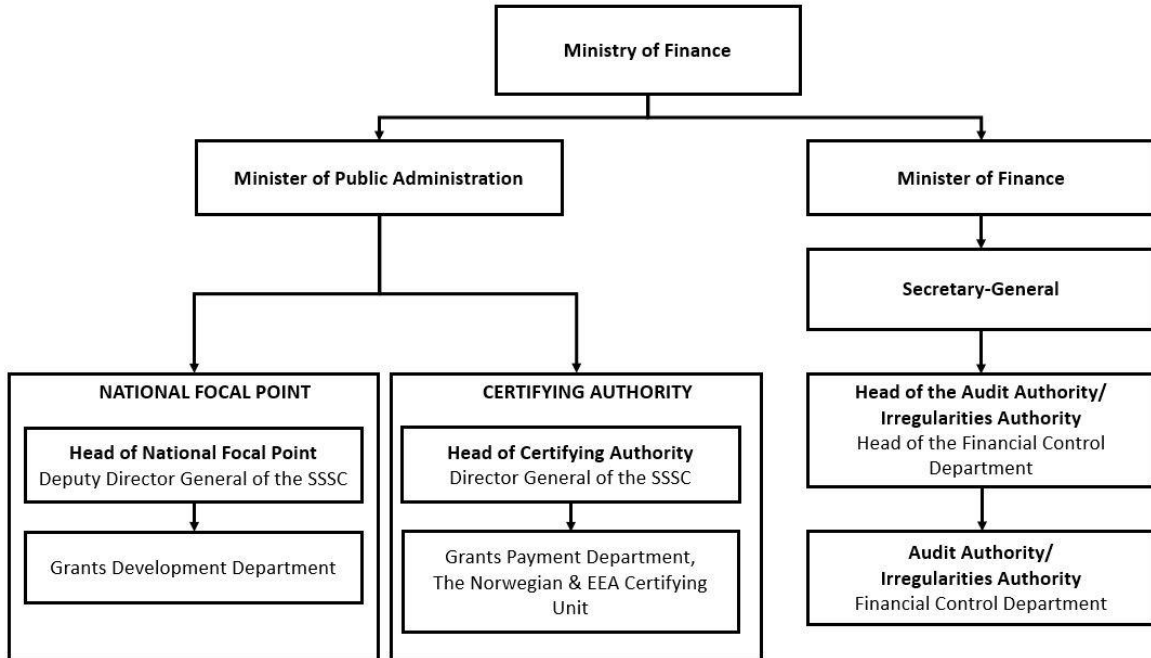 Ministry of Finance
Minister of Public Administration
Minister of Finance
Secretary-General
NATIONAL FOCAL POINT
Head of National Focal Point
Deputy Director General of the SSSC
Grants Development Department
CERTIFYING AUTHORITY
Head of Certifying Authority
Director General of the SSSC
Grants Payment Department,
The Norwegian & EEA Certifying
Unit
Head of the Audit Authority/
Irregularities Authority
Head of the Financial Control
Department
Audit Authority/
Irregularities Authority
Financial Control Department